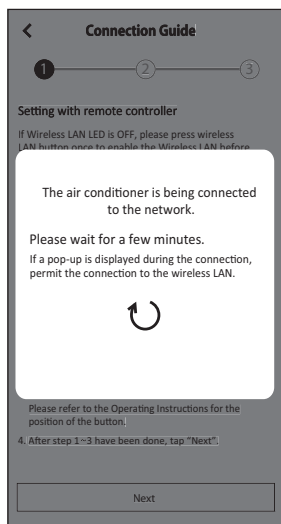 Connection Guide
1 2 3
Setting with remote controller
If Wireless LAN LED is OFF, please press wireless
LAN button once to enable the Wireless LAN before
The air conditioner is being connected
to the network.
Please wait for a few minutes.
If a pop-up is displayed during the connection,
permit the connection to the wireless LAN.
Please refer to the Operating Instructions for the
position of the button.
4. After step 1~3 have been done, tap “Next”.
Next